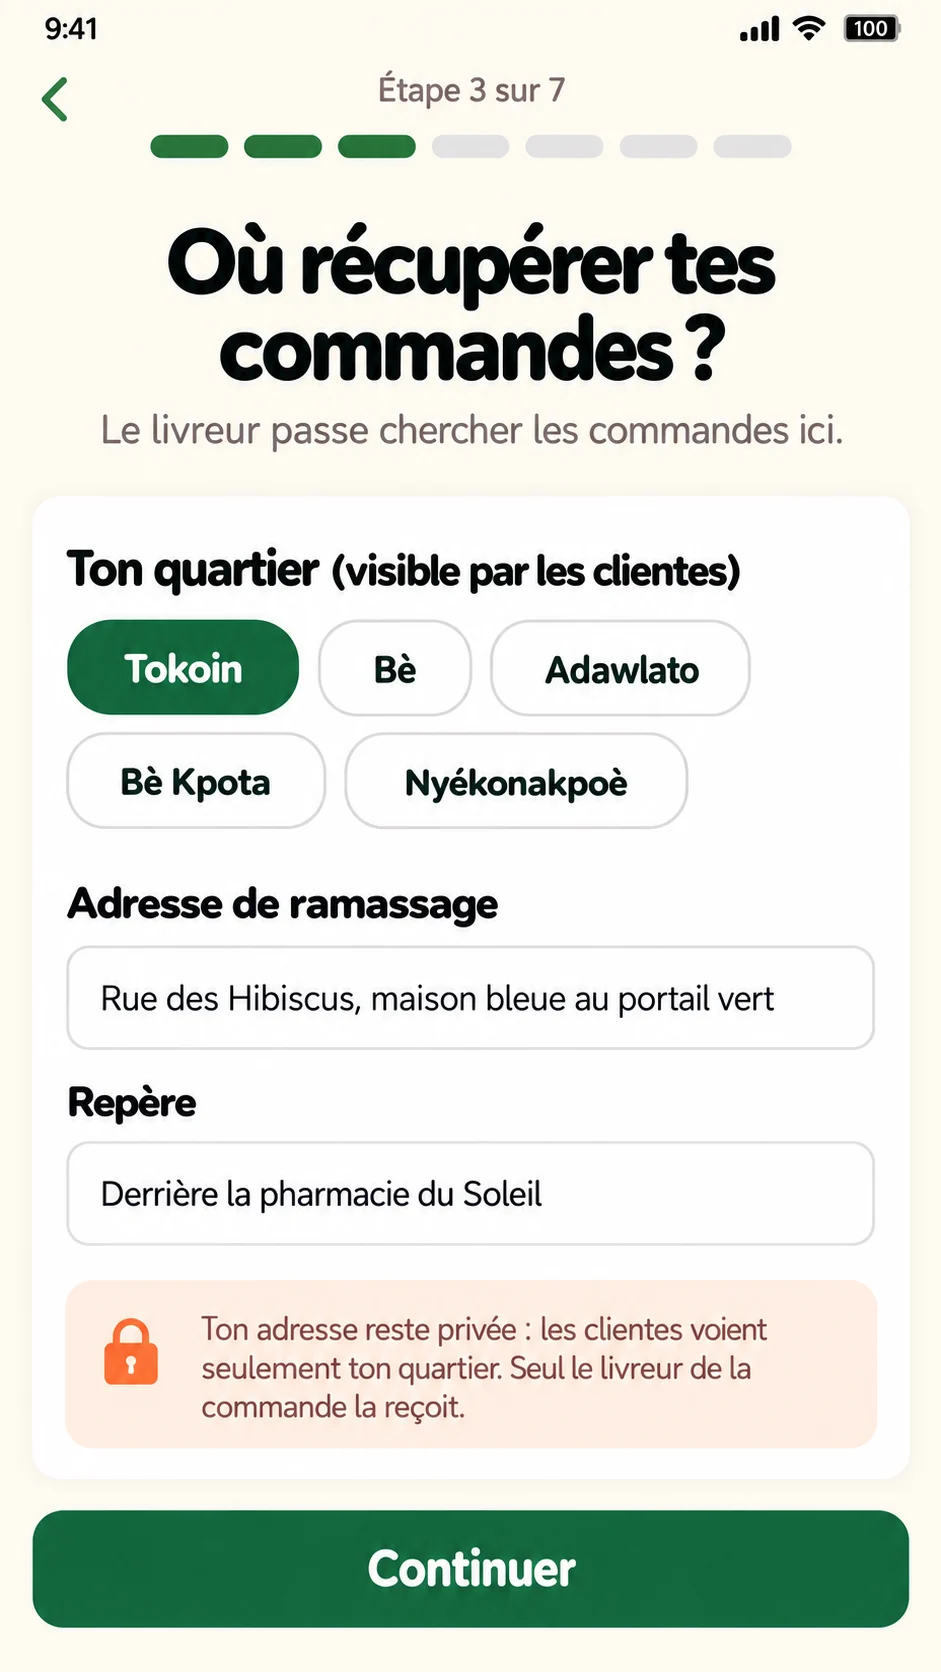 9:41
100
Étape 3 sur 7
Où récupérer tes
commandes ?
Le livreur passe chercher les commandes ici.
Ton quartier (visible par les clientes)
Tokoin
Bè
Adawlato
Bè Kpota
Nyékonakpoè
Adresse de ramassage
Rue des Hibiscus, maison bleue au portail vert
Repère
Derrière la pharmacie du Soleil
Ton adresse reste privée : les clientes voient
seulement ton quartier. Seul le livreur de la
commande la reçoit.
Continuer